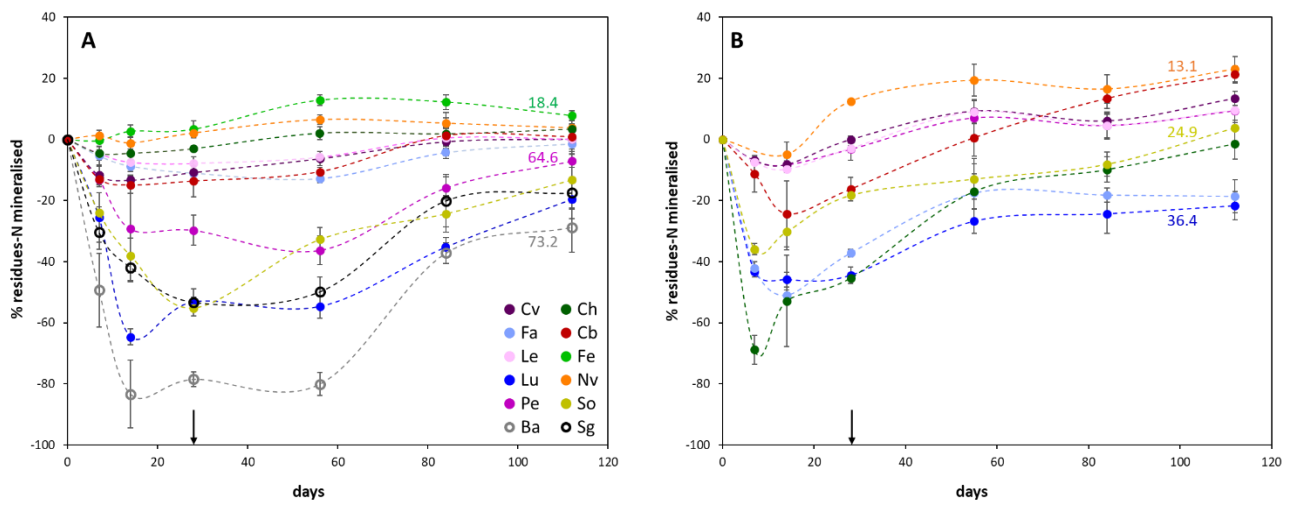 A
% residues-N mineralised
40
20
0
-20
-40
-60
-80
-100
18.4
64.6
73.2
Cv Ch
Fa Cb
Le Fe
Lu Nv
Pe So
Ba Sg
0 20 40 60 80 100 120
days
B
% residues-N mineralised
40
20
0
-20
-40
-60
-80
-100
13.1
24.9
36.4
0 20 40 60 80 100 120
days